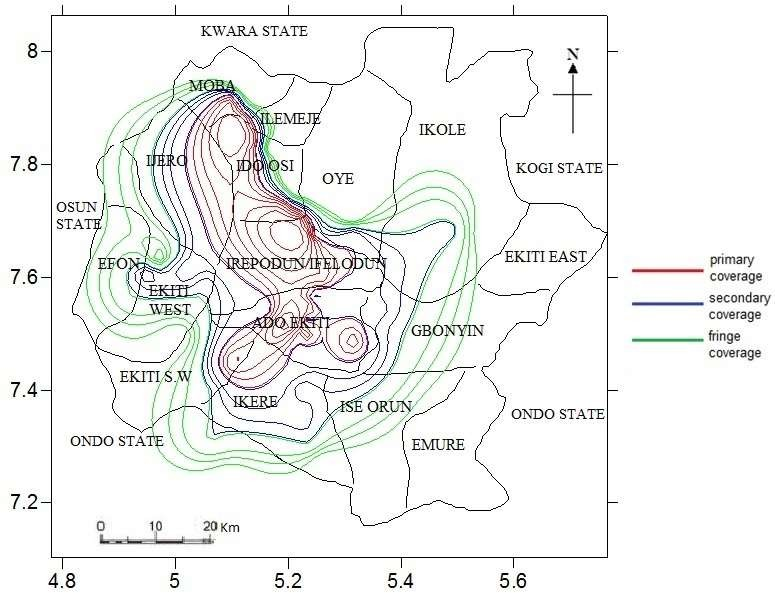 KWARA STATE
8
N
MOBA
ILEMEJE
IKOLE
7.8
IJERO
IDO OSI
OYE
KOGI STATE
OSUN
STATE
EFON
IREPODUN/IFELODUN
EKITI EAST
primary
coverage
7.6
EKITI
WEST
secondary
coverage
ADO EKITI
GBONYIN
fringe
coverage
7.4
EKITI S.W
IKERE
ISE ORUN
ONDO STATE
ONDO STATE
EMURE
7.2
0 10 20 Km
4.8 5 5.2 5.4 5.6